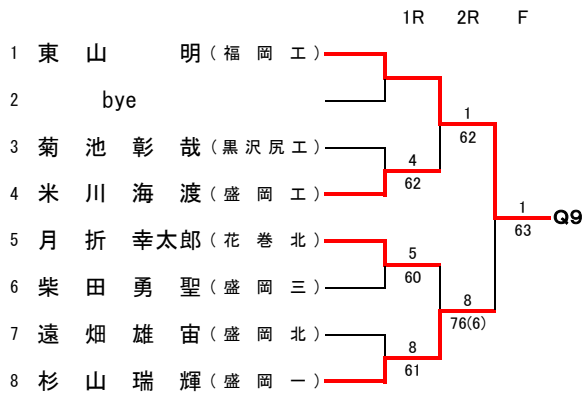 1R 2R F
1 東山 明 (福岡工)
2 bye
1
62
3 菊池彰哉 (黒沢尻工)
4
62
4 米川海渡 (盛岡工)
1
63
Q9
5 月折幸太郎 (花巻北)
5
60
6 柴田勇聖 (盛岡三)
8
76(6)
7 遠畑雄宙 (盛岡北)
8
61
8 杉山瑞輝 (盛岡一)